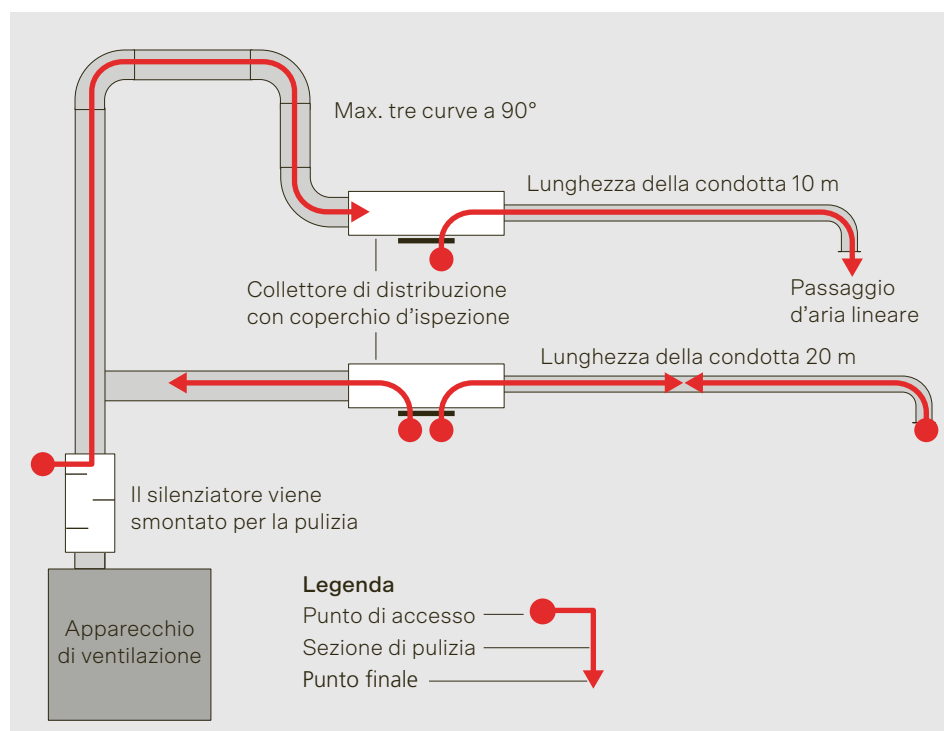 Max. tre curve a 90°
Lunghezza della condotta 10 m
Collettore di distribuzione
con coperchio d'ispezione
Passaggio
d'aria lineare
Lunghezza della condotta 20 m
Il silenziatore viene
smontato per la pulizia
Apparecchio
di ventilazione
Legenda
Punto di accesso
Sezione di pulizia
Punto finale